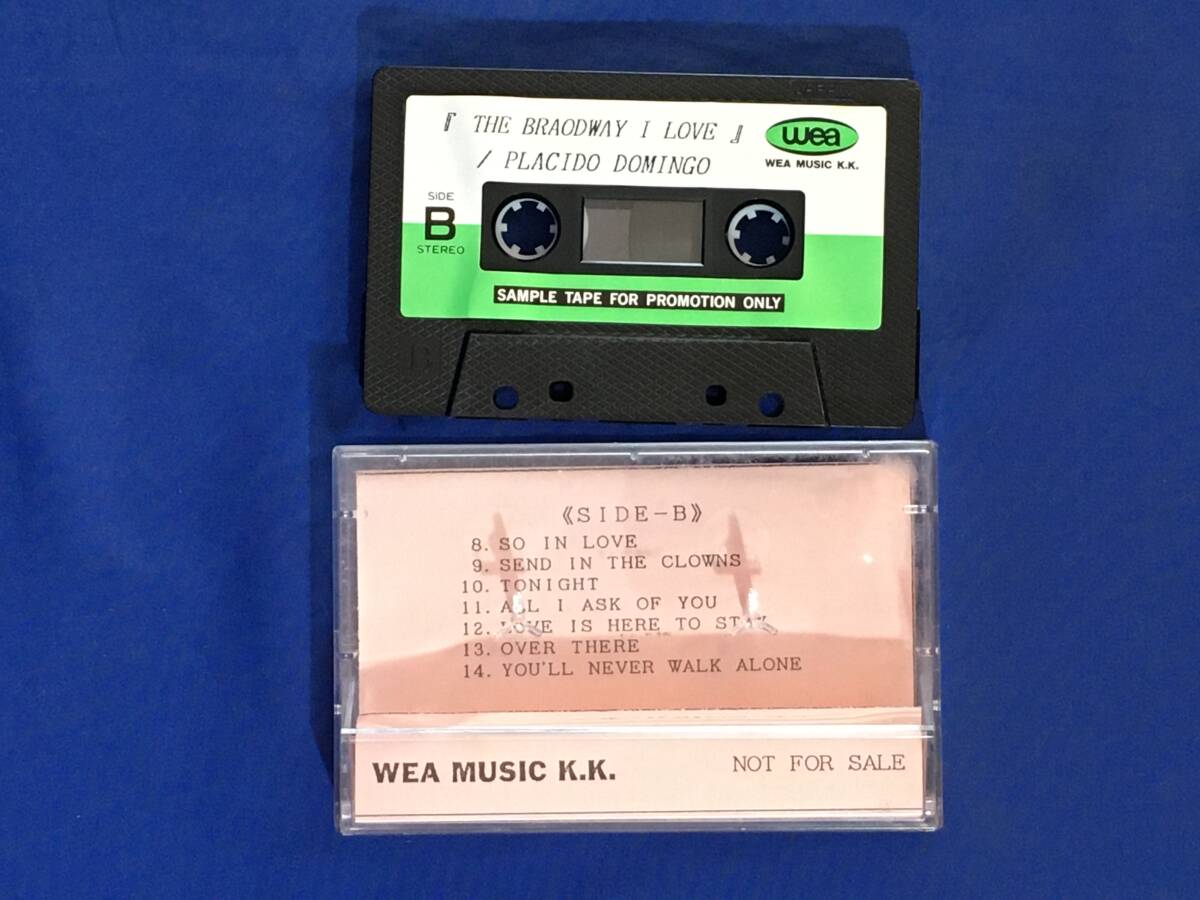 『 THE BRAODWAY I LOVE 』
/ PLACIDO DOMINGO
wea
WEA MUSIC K.K.
SIDE
B
STEREO
SAMPLE TAPE FOR PROMOTION ONLY
B
《SIDE-B》
8. SO IN LOVE
9. SEND IN THE CLOWNS
10. TONIGHT
11. ALL I ASK OF YOU
12. LOVE IS HERE TO STAY
13. OVER THERE
14. YOU'LL NEVER WALK ALONE
WEA MUSIC K.K.
NOT FOR SALE